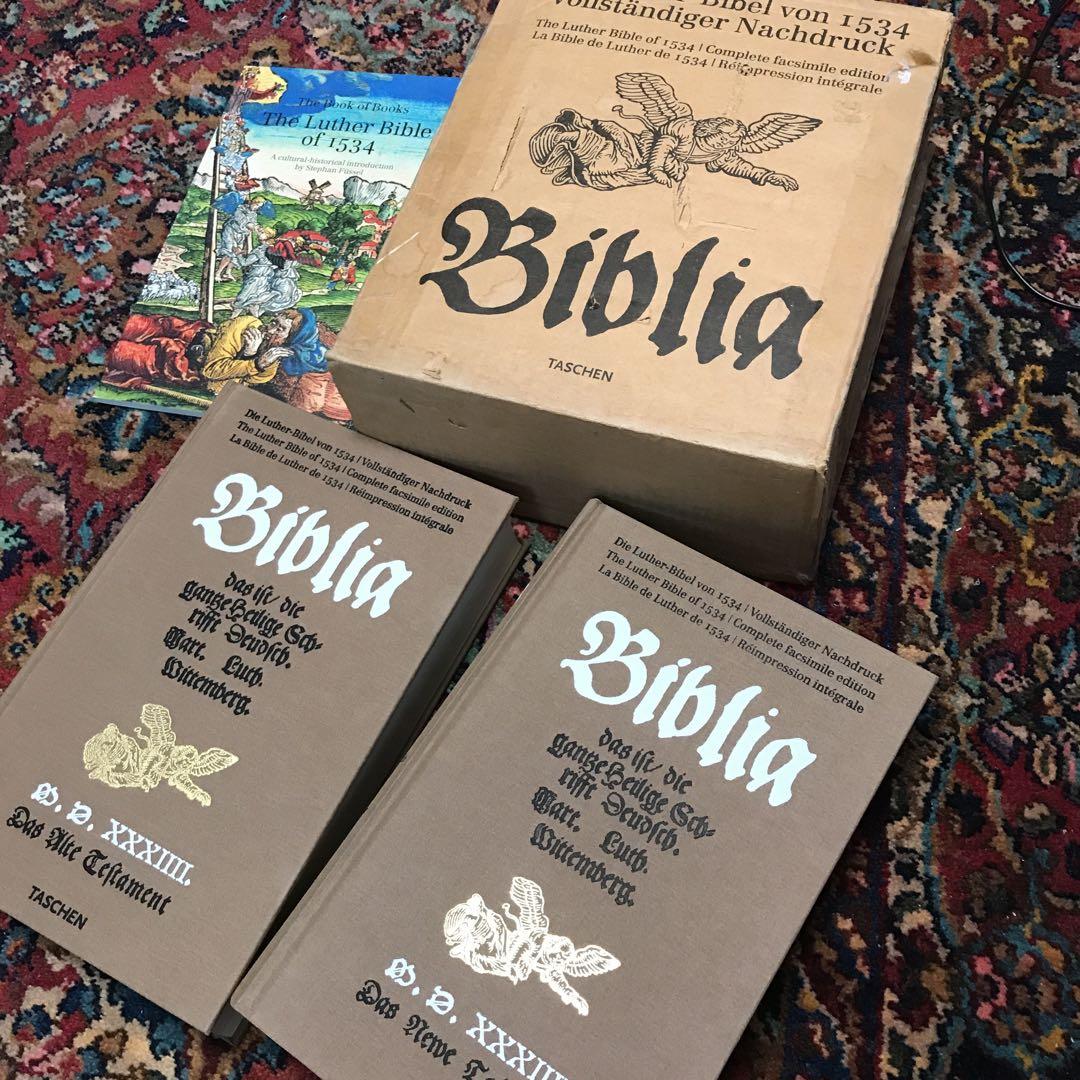 Bibel von 1534
Vollständiger Nachdruck
The Luther Bible of 1534 | Complete facsimile edition
La Bible de Luther de 1534 | Réimpression intégrale
Biblia
TASCHEN
The Book of Books
The Luther Bible
of 1534
A cultural-historical introduction
by Stephan Füssel
Die Luther-Bibel von 1534 | Vollständiger Nachdruck
The Luther Bible of 1534 | Complete facsimile edition
La Bible de Luther de 1534 | Réimpression intégrale
Biblia
das ist/ die
gantze Heilige Sch-
rifft Deudsch.
Mart. Luth.
Wittemberg.
M. D. XXXIIII.
Das Alte Testament
TASCHEN
Die Luther-Bibel von 1534 | Vollständiger Nachdruck
The Luther Bible of 1534 | Complete facsimile edition
La Bible de Luther de 1534 | Réimpression intégrale
Biblia
das ist/ die
gantze Heilige Sch-
rifft Deudsch.
Mart. Luth.
Wittemberg.
M. D. XXXIII
Das Newe Te